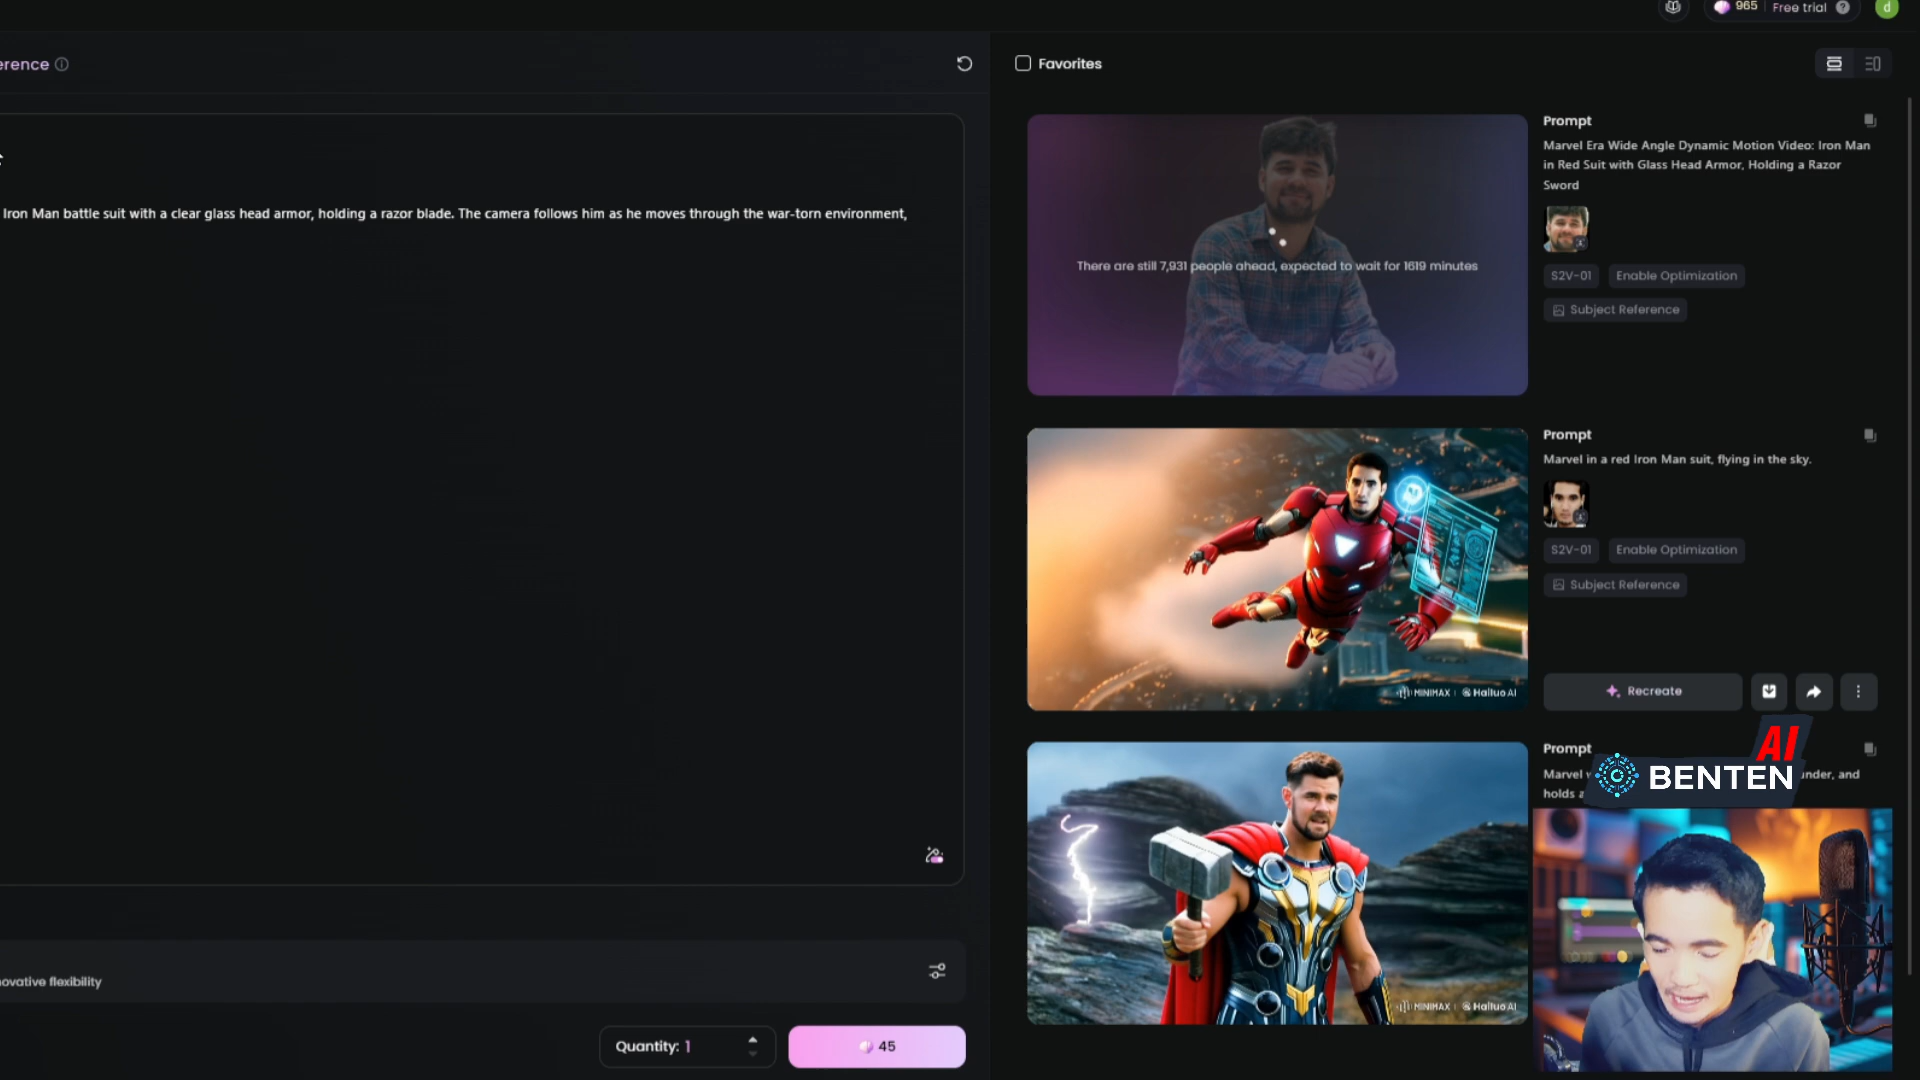 965
Free trial
d
erence
Favorites
Iron Man battle suit with a clear glass head armor, holding a razor blade. The camera follows him as he moves through the war-torn environment,
There are still 7,931 people ahead, expected to wait for 1619 minutes
Prompt
Marvel Era Wide Angle Dynamic Motion Video: Iron Man
in Red Suit with Glass Head Armor, Holding a Razor
Sword
S2V-01
Enable Optimization
Subject Reference
MINIMAX | Hailuo AI
Prompt
Marvel in a red Iron Man suit, flying in the sky.
S2V-01
Enable Optimization
Subject Reference
Recreate
MINIMAX | Hailuo AI
Prompt
Marvel
under, and
holds a
AI
BENTEN
ovative flexibility
Quantity: 1
45